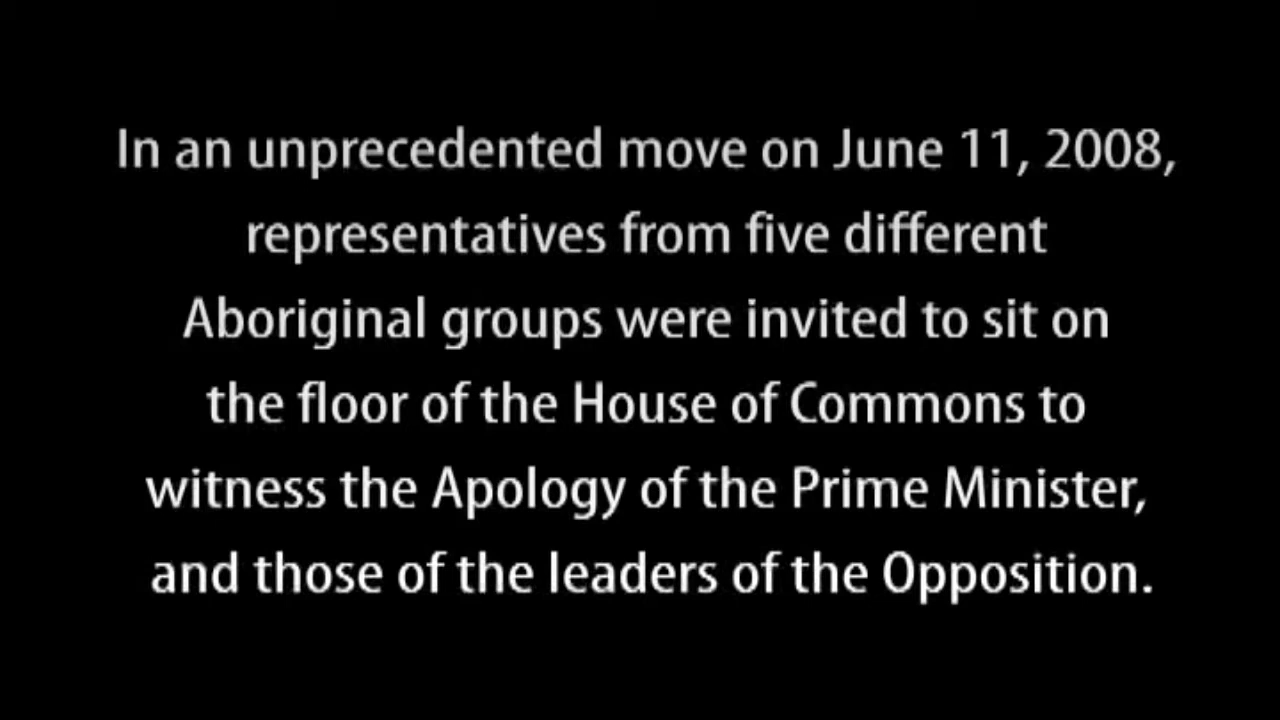 In an unprecedented move on June 11, 2008,
representatives from five different
Aboriginal groups were invited to sit on
the floor of the House of Commons to
witness the Apology of the Prime Minister,
and those of the leaders of the Opposition.